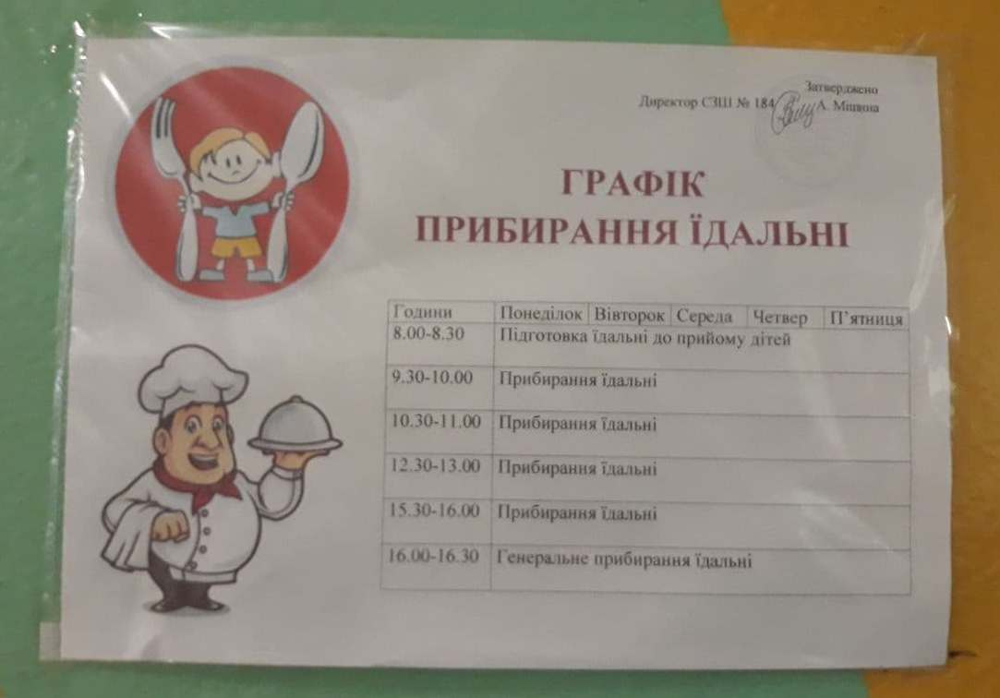 Затверджено
Директор СЗШ № 184 Л. Мішина
ГРАФІК
ПРИБИРАННЯ ЇДАЛЬНІ
Години Понеділок Вівторок Середа Четвер П’ятниця
8.00-8.30 Підготовка їдальні до прийому дітей
9.30-10.00 Прибирання їдальні
10.30-11.00 Прибирання їдальні
12.30-13.00 Прибирання їдальні
15.30-16.00 Прибирання їдальні
16.00-16.30 Генеральне прибирання їдальні